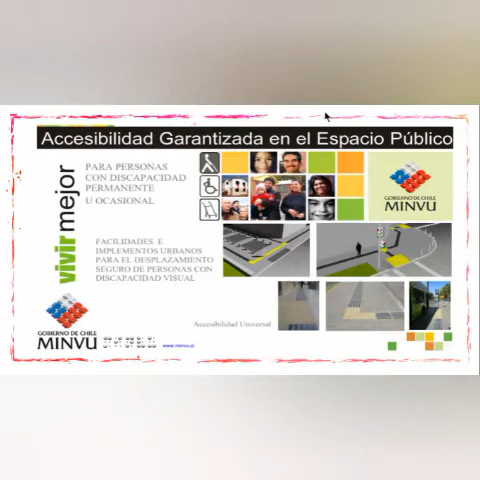 Accesibilidad Garantizada en el Espacio Público
vivir mejor
PARA PERSONAS
CON DISCAPACIDAD
PERMANENTE
U OCASIONAL
FACILIDADES E
IMPLEMENTOS URBANOS
PARA EL DESPLAZAMIENTO
SEGURO DE PERSONAS CON
DISCAPACIDAD VISUAL
GOBIERNO DE CHILE
MINVU
Accesibilidad Universal
GOBIERNO DE CHILE
MINVU
www.minvu.cl